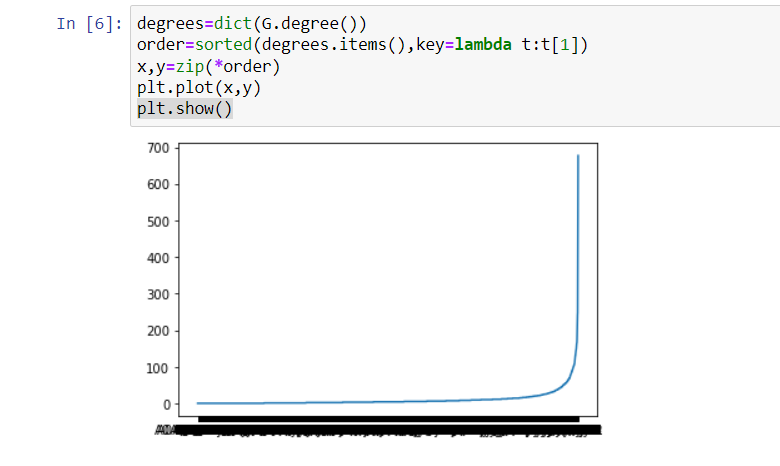 In [6]: degrees=dict(G.degree())
order=sorted(degrees.items(),key=lambda t:t[1])
x,y=zip(*order)
plt.plot(x,y)
plt.show()
700
600
500
400
300
200
100
0